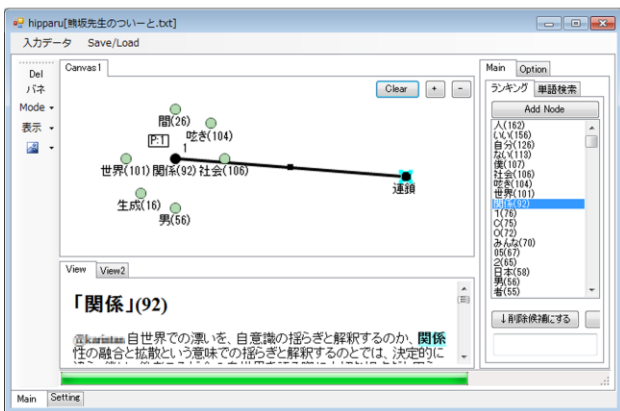 hipparu[熊坂先生のついーと.txt]
入力データ Save/Load
Del
バネ
Mode
表示
Canvas1
Clear + -
間(26)
呟き(104)
P:1
1
世界(101) 関係(92) 社会(106)
連鎖
生成(16)
男(56)
View View2
「関係」(92)
@karintan 自世界での漂いを、自意識の揺らぎと解釈するのか、関係
性の融合と拡散という意味での揺らぎと解釈するのとでは、決定的に
Main Option
ランキング 単語検索
Add Node
人(162)
いい(156)
自分(126)
ない(113)
僕(107)
社会(106)
呟き(104)
世界(101)
関係(92)
1(76)
C(75)
O(72)
みんな(70)
05(67)
2(65)
日本(58)
男(56)
者(55)
↓削除候補にする
Main Setting